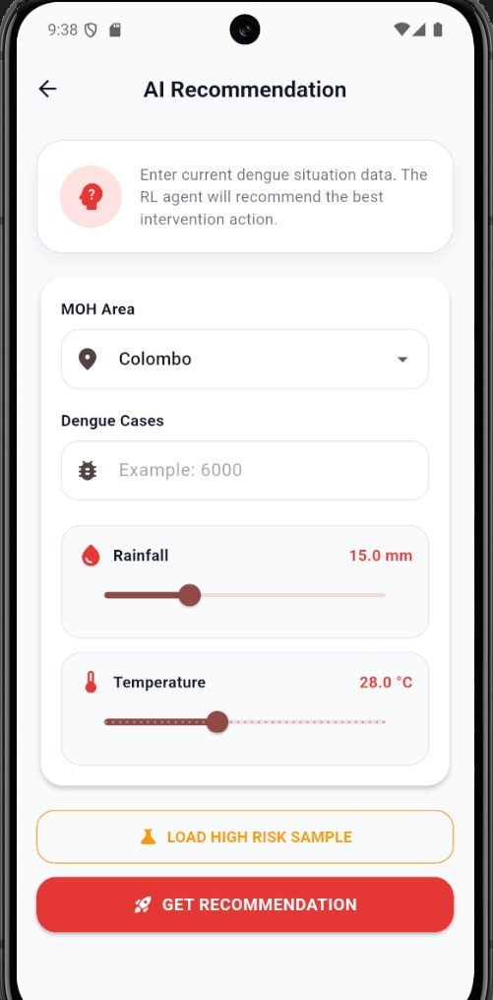 9:38
AI Recommendation
?
Enter current dengue situation data. The
RL agent will recommend the best
intervention action.
MOH Area
Colombo
Dengue Cases
Example: 6000
Rainfall 15.0 mm
Temperature 28.0 °C
LOAD HIGH RISK SAMPLE
GET RECOMMENDATION